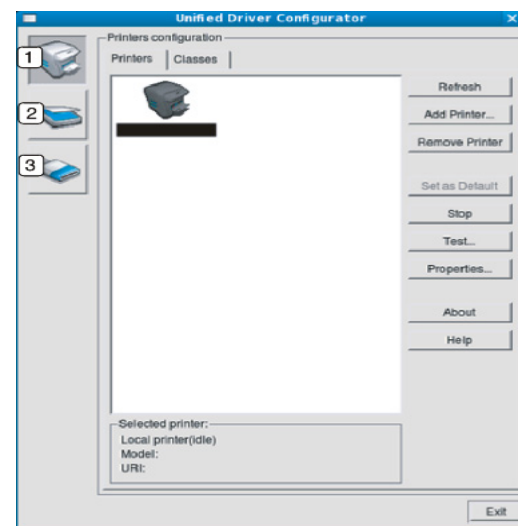 Unified Driver Configurator
1
2
3
Printers configuration
Printers
Classes
Refresh
Add Printer...
Remove Printer
Set as Default
Stop
Test...
Properties...
About
Help
Selected printer:
Local printer(idle)
Model:
URI:
Exit